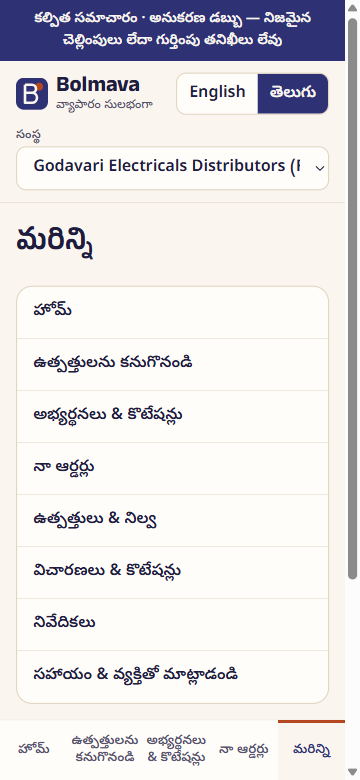 కల్పిత సమాచారం · అనుకరణ డబ్బు — నిజమైన
చెల్లింపులు లేదా గుర్తింపు తనిఖీలు లేవు
Bolmava
వ్యాపారం సులభంగా
English
తెలుగు
సంస్థ
Godavari Electricals Distributors (F
మరిన్ని
హోమ్
ఉత్పత్తులను కనుగొనండి
అభ్యర్థనలు & కొటేషన్లు
నా ఆర్డర్లు
ఉత్పత్తులు & నిల్వ
విచారణలు & కొటేషన్లు
నివేదికలు
సహాయం & వ్యక్తితో మాట్లాడండి
హోమ్
ఉత్పత్తులను
కనుగొనండి
అభ్యర్థనలు
& కొటేషన్లు
నా ఆర్డర్లు
మరిన్ని